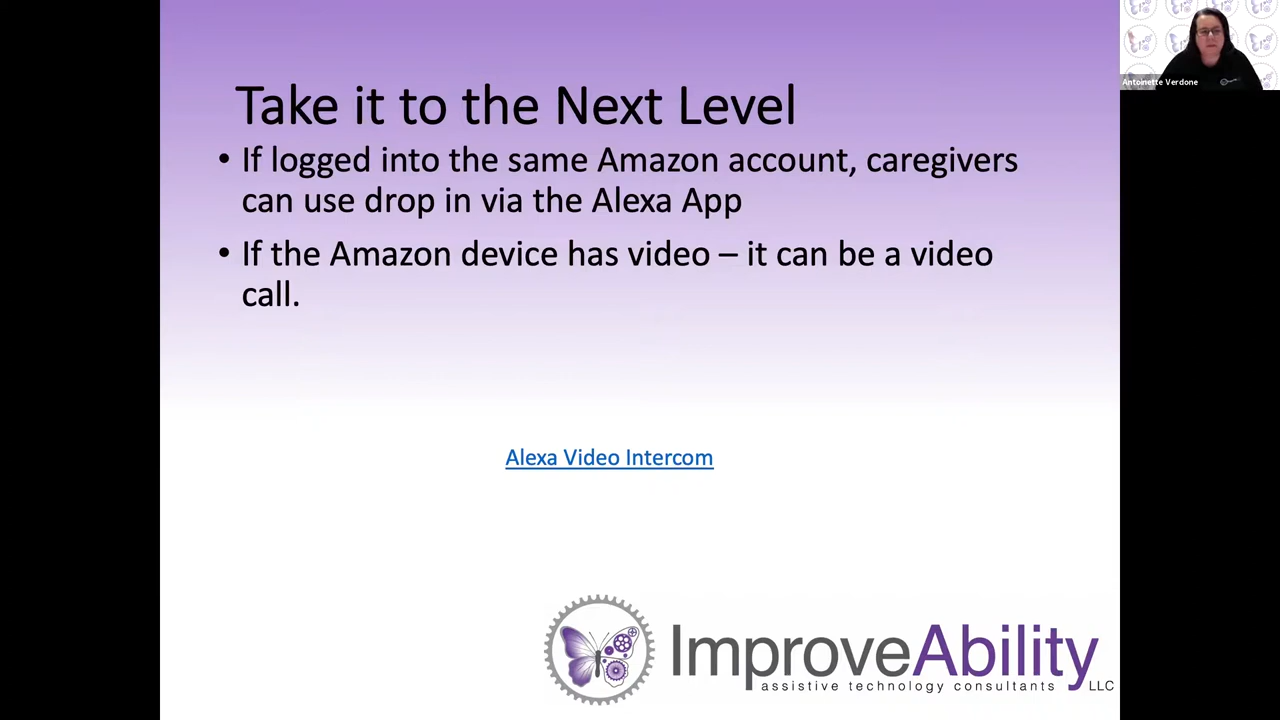 Take it to the Next Level
• If logged into the same Amazon account, caregivers
can use drop in via the Alexa App
• If the Amazon device has video – it can be a video
call.
Alexa Video Intercom
ImproveAbility LLC
assistive technology consultants
Antoinette Verdone